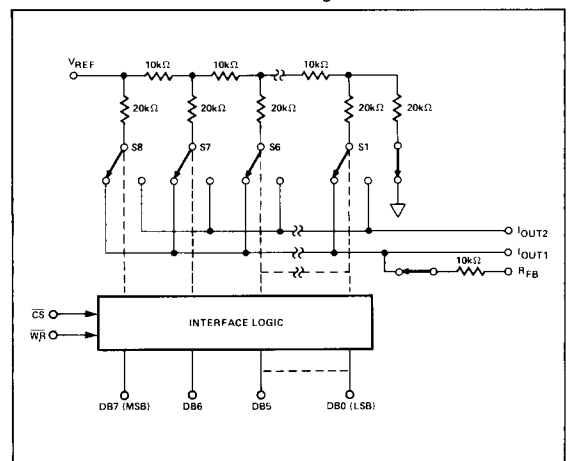 VREF
10kΩ 10kΩ 10kΩ
20kΩ 20kΩ 20kΩ 20kΩ 20kΩ
S8 S7 S6 S1
IOUT2
IOUT1
10kΩ
RFB
CS
WR
INTERFACE LOGIC
DB7 (MSB) DB6 DB5 DB0 (LSB)